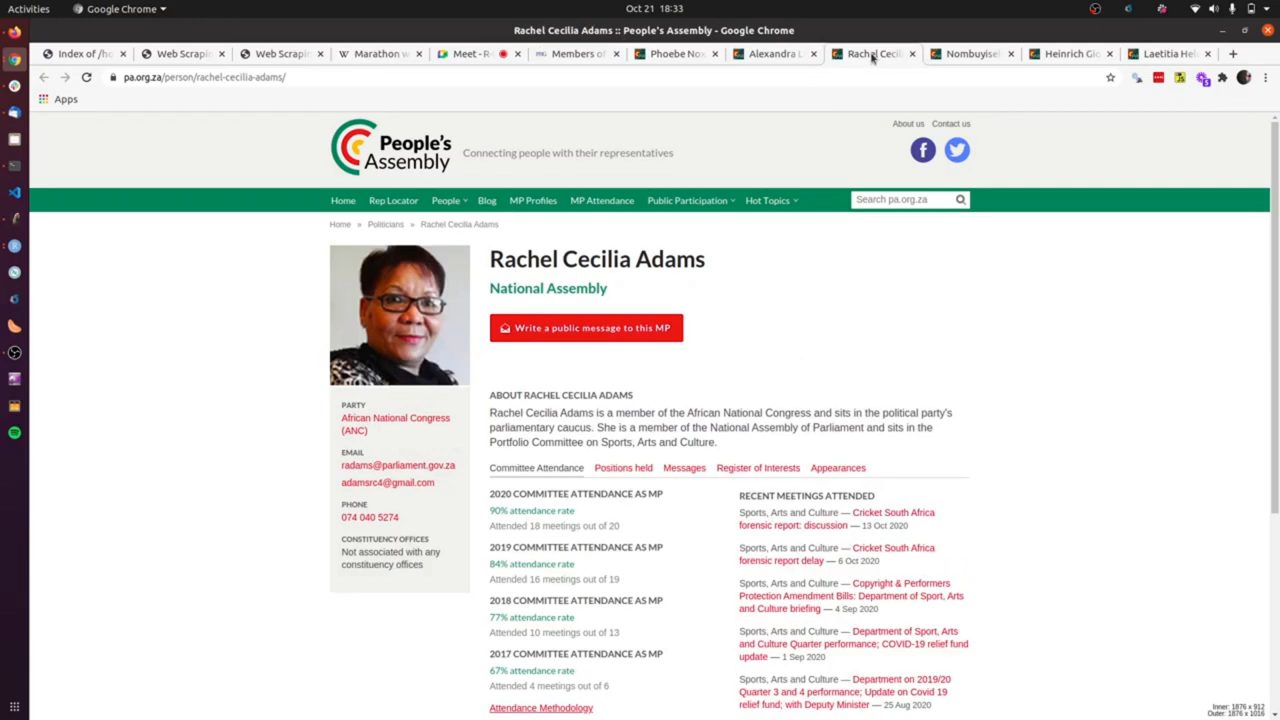 Activities
Google Chrome
Oct 21 18:33
Rachel Cecilia Adams :: People's Assembly - Google Chrome
Index of /ho
Web Scrapin
Web Scrapin
Marathon w
Meet - R
Members of
Phoebe Nox
Alexandra L
Rachel Cecil
Nombuyisel
Heinrich Gio
Laetitia Hel
pa.org.za/person/rachel-cecilia-adams/
Apps
About us Contact us
People's
Assembly
Connecting people with their representatives
Home Rep Locator People Blog MP Profiles MP Attendance Public Participation Hot Topics
Search pa.org.za
Home » Politicians » Rachel Cecilia Adams
Rachel Cecilia Adams
National Assembly
Write a public message to this MP
PARTY
African National Congress
(ANC)
EMAIL
radams@parliament.gov.za
adamsrc4@gmail.com
PHONE
074 040 5274
CONSTITUENCY OFFICES
Not associated with any
constituency offices
ABOUT RACHEL CECILIA ADAMS
Rachel Cecilia Adams is a member of the African National Congress and sits in the political party's
parliamentary caucus. She is a member of the National Assembly of Parliament and sits in the
Portfolio Committee on Sports, Arts and Culture.
Committee Attendance Positions held Messages Register of Interests Appearances
2020 COMMITTEE ATTENDANCE AS MP
90% attendance rate
Attended 18 meetings out of 20
2019 COMMITTEE ATTENDANCE AS MP
84% attendance rate
Attended 16 meetings out of 19
2018 COMMITTEE ATTENDANCE AS MP
77% attendance rate
Attended 10 meetings out of 13
2017 COMMITTEE ATTENDANCE AS MP
67% attendance rate
Attended 4 meetings out of 6
Attendance Methodology
RECENT MEETINGS ATTENDED
Sports, Arts and Culture — Cricket South Africa
forensic report: discussion — 13 Oct 2020
Sports, Arts and Culture — Cricket South Africa
forensic report delay — 6 Oct 2020
Sports, Arts and Culture — Copyright & Performers
Protection Amendment Bills: Department of Sport, Arts
and Culture briefing — 4 Sep 2020
Sports, Arts and Culture — Department of Sport, Arts
and Culture Quarter performance; COVID-19 relief fund
update — 1 Sep 2020
Sports, Arts and Culture — Department on 2019/20
Quarter 3 and 4 performance; Update on Covid 19
relief fund; with Deputy Minister — 25 Aug 2020
Inner: 1876 x 912
Outer: 1876 x 1016